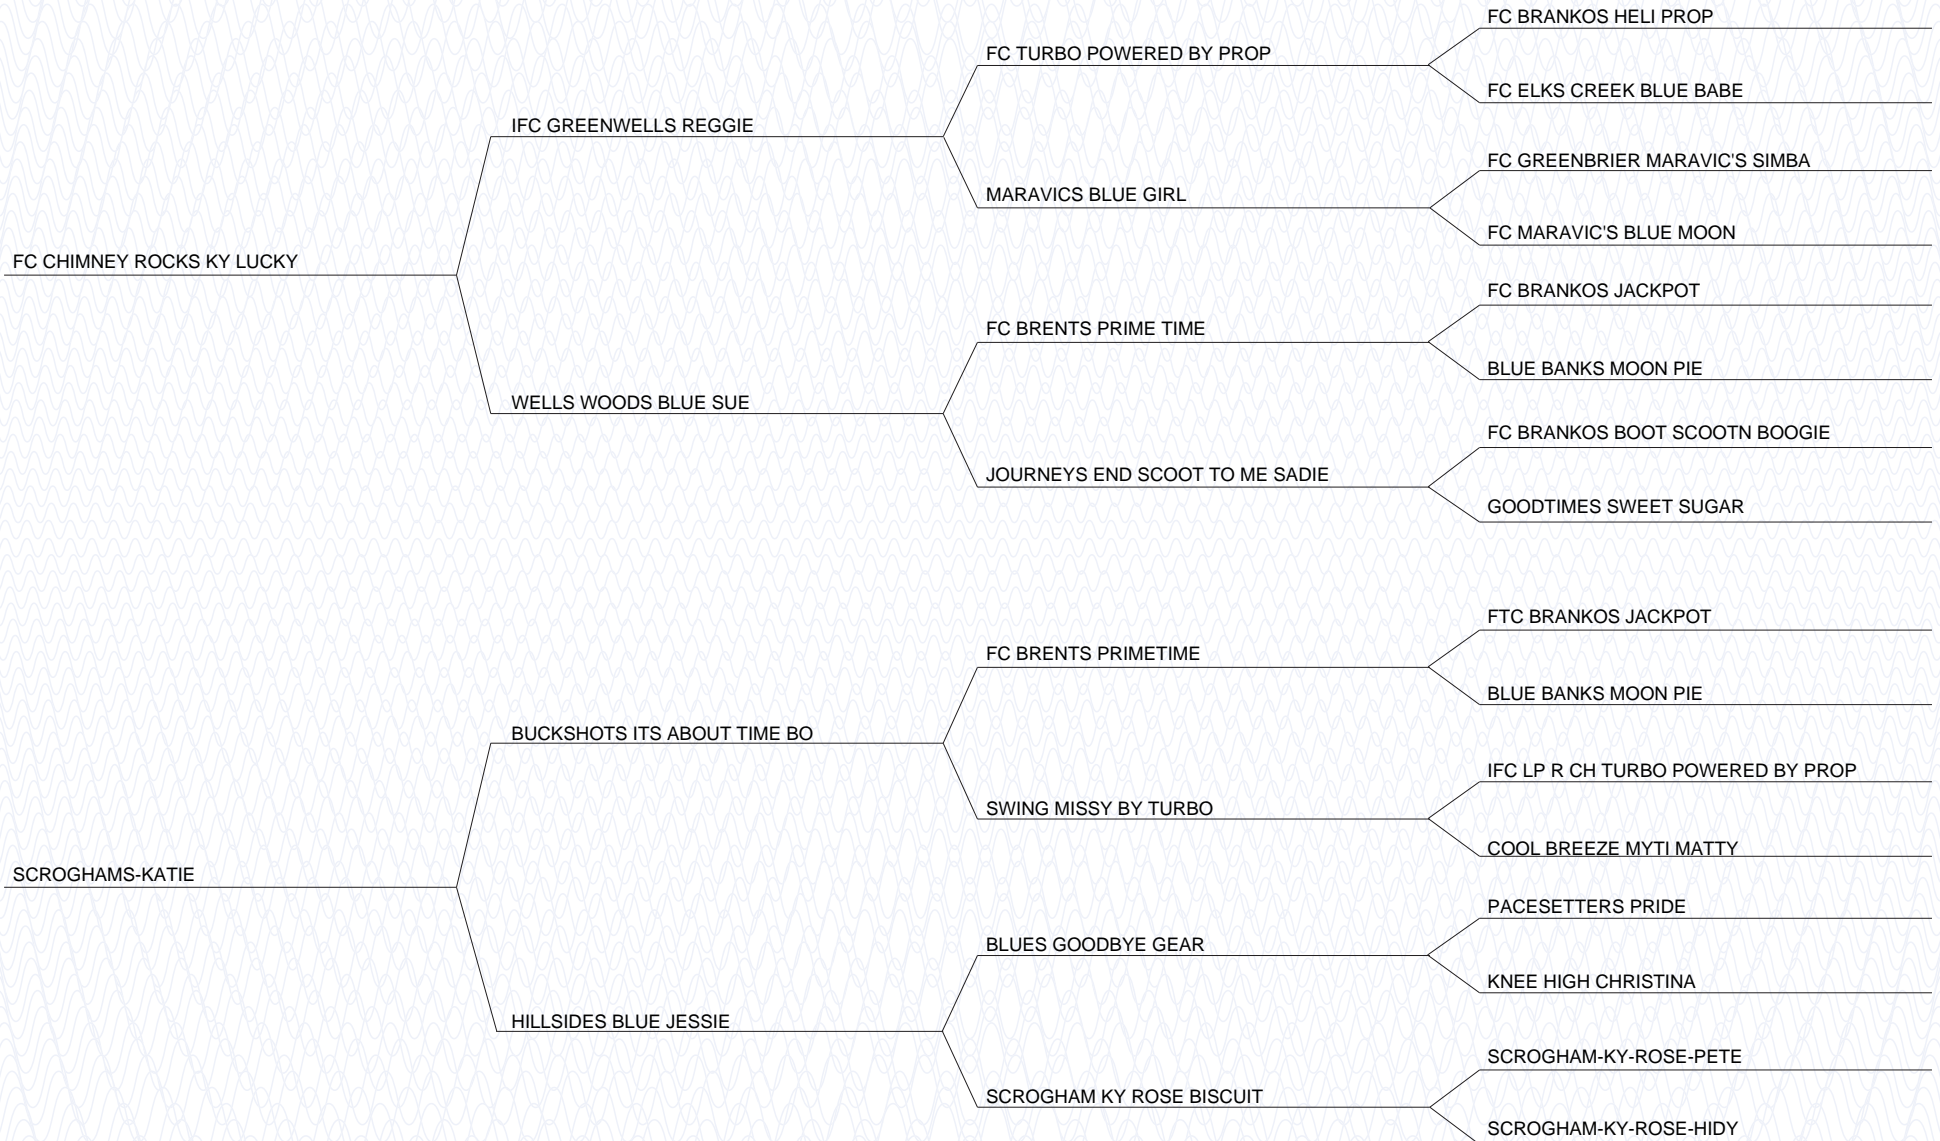 FC BRANKOS HELI PROP
FC TURBO POWERED BY PROP
FC ELKS CREEK BLUE BABE
IFC GREENWELLS REGGIE
FC GREENBRIER MARAVIC'S SIMBA
MARAVICS BLUE GIRL
FC MARAVIC'S BLUE MOON
FC CHIMNEY ROCKS KY LUCKY
FC BRANKOS JACKPOT
FC BRENTS PRIME TIME
BLUE BANKS MOON PIE
WELLS WOODS BLUE SUE
FC BRANKOS BOOT SCOOTN BOOGIE
JOURNEYS END SCOOT TO ME SADIE
GOODTIMES SWEET SUGAR
FTC BRANKOS JACKPOT
FC BRENTS PRIMETIME
BLUE BANKS MOON PIE
BUCKSHOTS ITS ABOUT TIME BO
IFC LP R CH TURBO POWERED BY PROP
SWING MISSY BY TURBO
COOL BREEZE MYTI MATTY
SCROGHAMS-KATIE
PACESETTERS PRIDE
BLUES GOODBYE GEAR
KNEE HIGH CHRISTINA
HILLSIDES BLUE JESSIE
SCROGHAM-KY-ROSE-PETE
SCROGHAM KY ROSE BISCUIT
SCROGHAM-KY-ROSE-HIDY